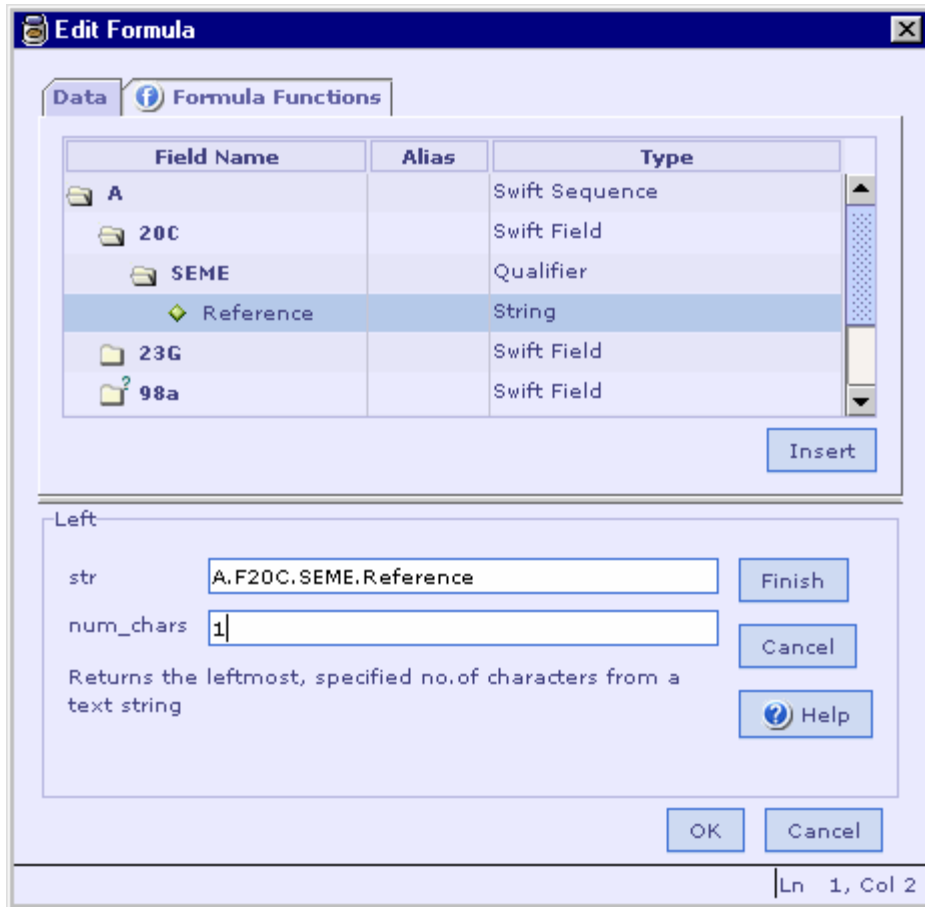 Edit Formula
Data Formula Functions
Field Name Alias Type
A Swift Sequence
20C Swift Field
SEME Qualifier
Reference String
23G Swift Field
? 98a Swift Field
Insert
Left
str A.F20C.SEME.Reference Finish
num_chars 1
Cancel
Returns the leftmost, specified no.of characters from a
text string
? Help
OK Cancel
Ln 1, Col 2